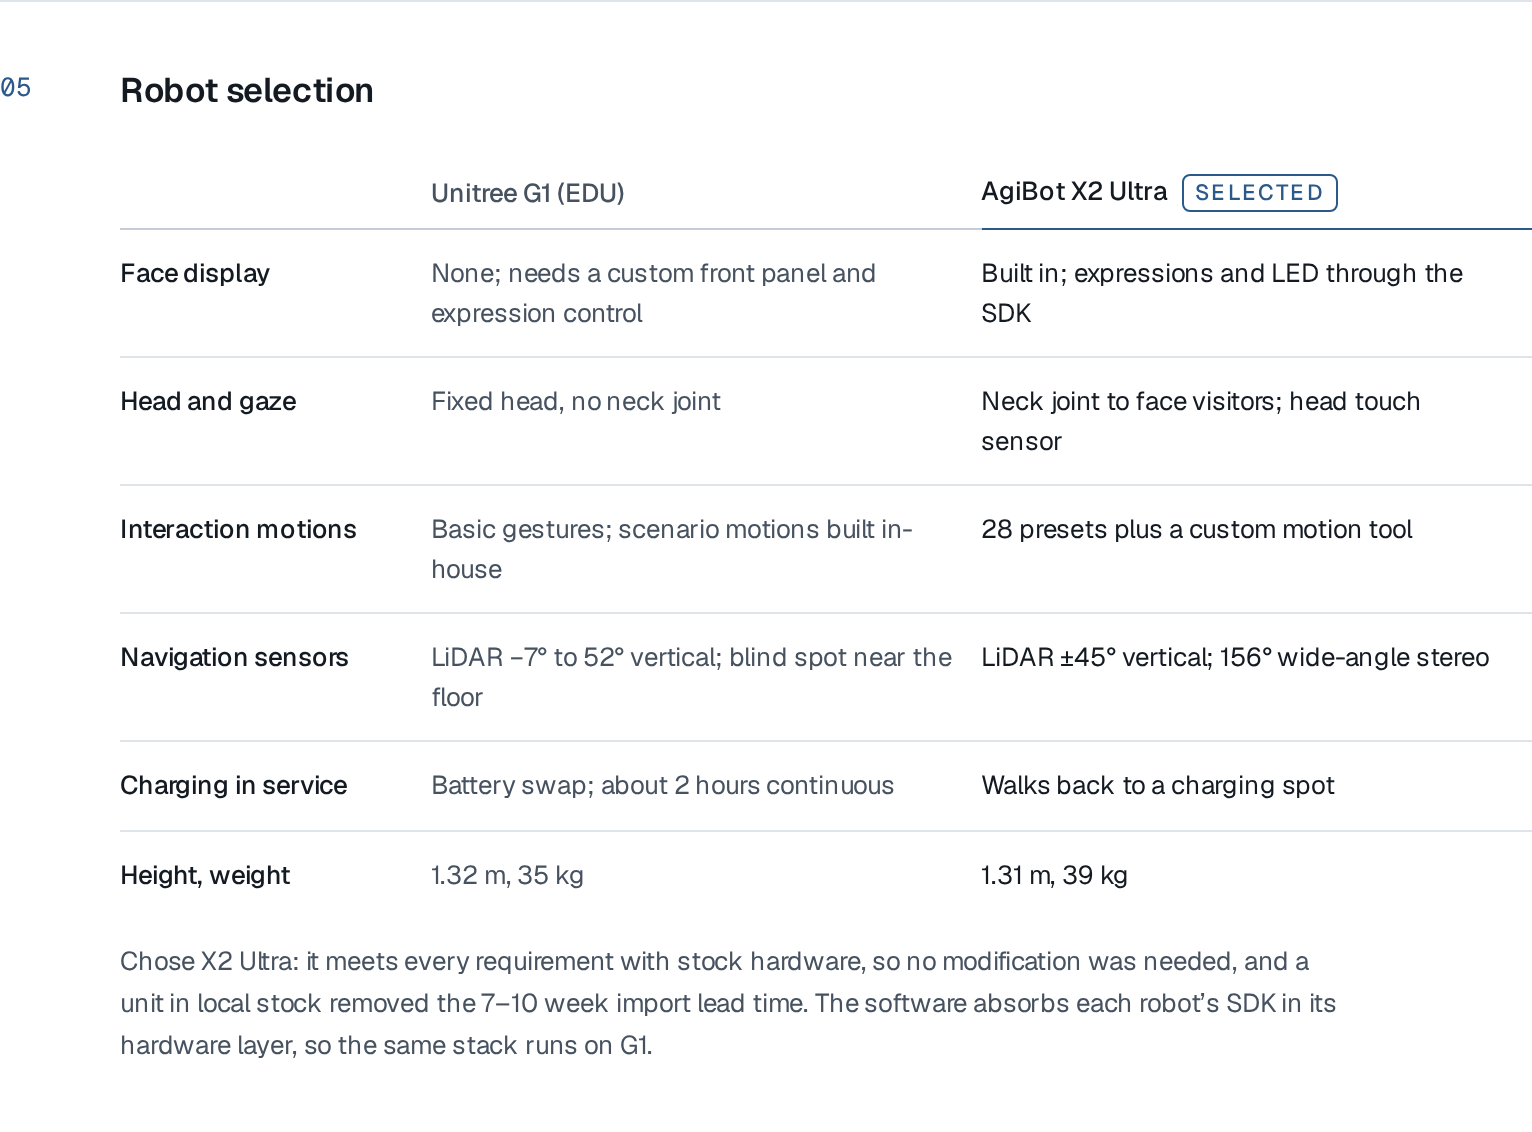 05
Robot selection
Unitree G1 (EDU)
AgiBot X2 Ultra SELECTED
Face display
None; needs a custom front panel and
expression control
Built in; expressions and LED through the
SDK
Head and gaze
Fixed head, no neck joint
Neck joint to face visitors; head touch
sensor
Interaction motions
Basic gestures; scenario motions built in-
house
28 presets plus a custom motion tool
Navigation sensors
LiDAR −7° to 52° vertical; blind spot near the
floor
LiDAR ±45° vertical; 156° wide-angle stereo
Charging in service
Battery swap; about 2 hours continuous
Walks back to a charging spot
Height, weight
1.32 m, 35 kg
1.31 m, 39 kg
Chose X2 Ultra: it meets every requirement with stock hardware, so no modification was needed, and a
unit in local stock removed the 7–10 week import lead time. The software absorbs each robot’s SDK in its
hardware layer, so the same stack runs on G1.